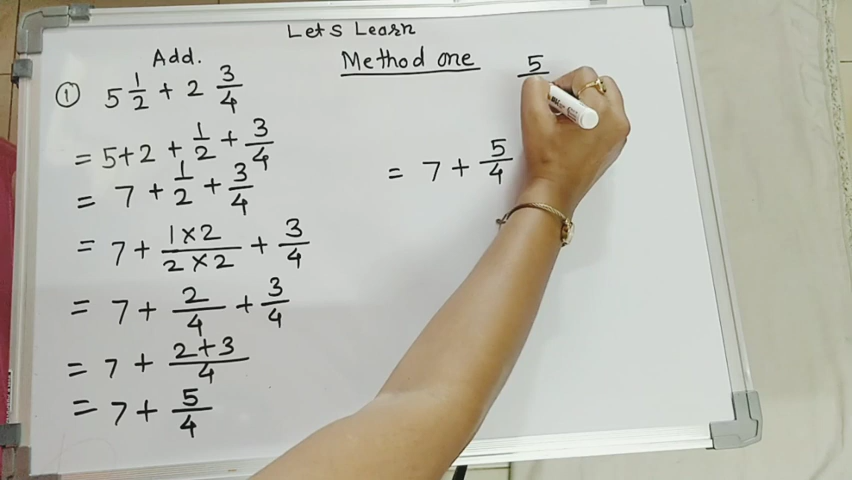 Lets Learn
Add.
Method one
① 5 1/2 + 2 3/4
= 5+2 + 1/2 + 3/4
= 7 + 1/2 + 3/4
= 7 + 1×2/2×2 + 3/4
= 7 + 2/4 + 3/4
= 7 + 2+3/4
= 7 + 5/4
= 7 + 5/4
5